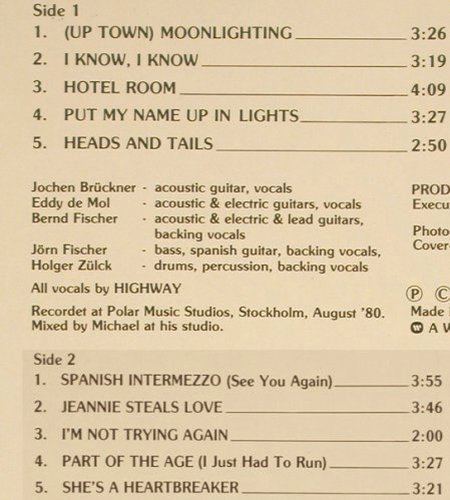 Side 1
1. (UP TOWN) MOONLIGHTING 3:26
2. I KNOW, I KNOW 3:19
3. HOTEL ROOM 4:09
4. PUT MY NAME UP IN LIGHTS 3:27
5. HEADS AND TAILS 2:50
Jochen Brückner - acoustic guitar, vocals
Eddy de Mol - acoustic & electric guitars, vocals
Bernd Fischer - acoustic & electric & lead guitars,
backing vocals
Jörn Fischer - bass, spanish guitar, backing vocals,
Holger Zülck - drums, percussion, backing vocals
All vocals by HIGHWAY
Recordet at Polar Music Studios, Stockholm, August '80.
Mixed by Michael at his studio.
PROD
Execu
Photo
Cover
Ⓟ Ⓒ
Made
A W
Side 2
1. SPANISH INTERMEZZO (See You Again) 3:55
2. JEANNIE STEALS LOVE 3:46
3. I'M NOT TRYING AGAIN 2:00
4. PART OF THE AGE (I Just Had To Run) 3:27
5. SHE'S A HEARTBREAKER 3:21